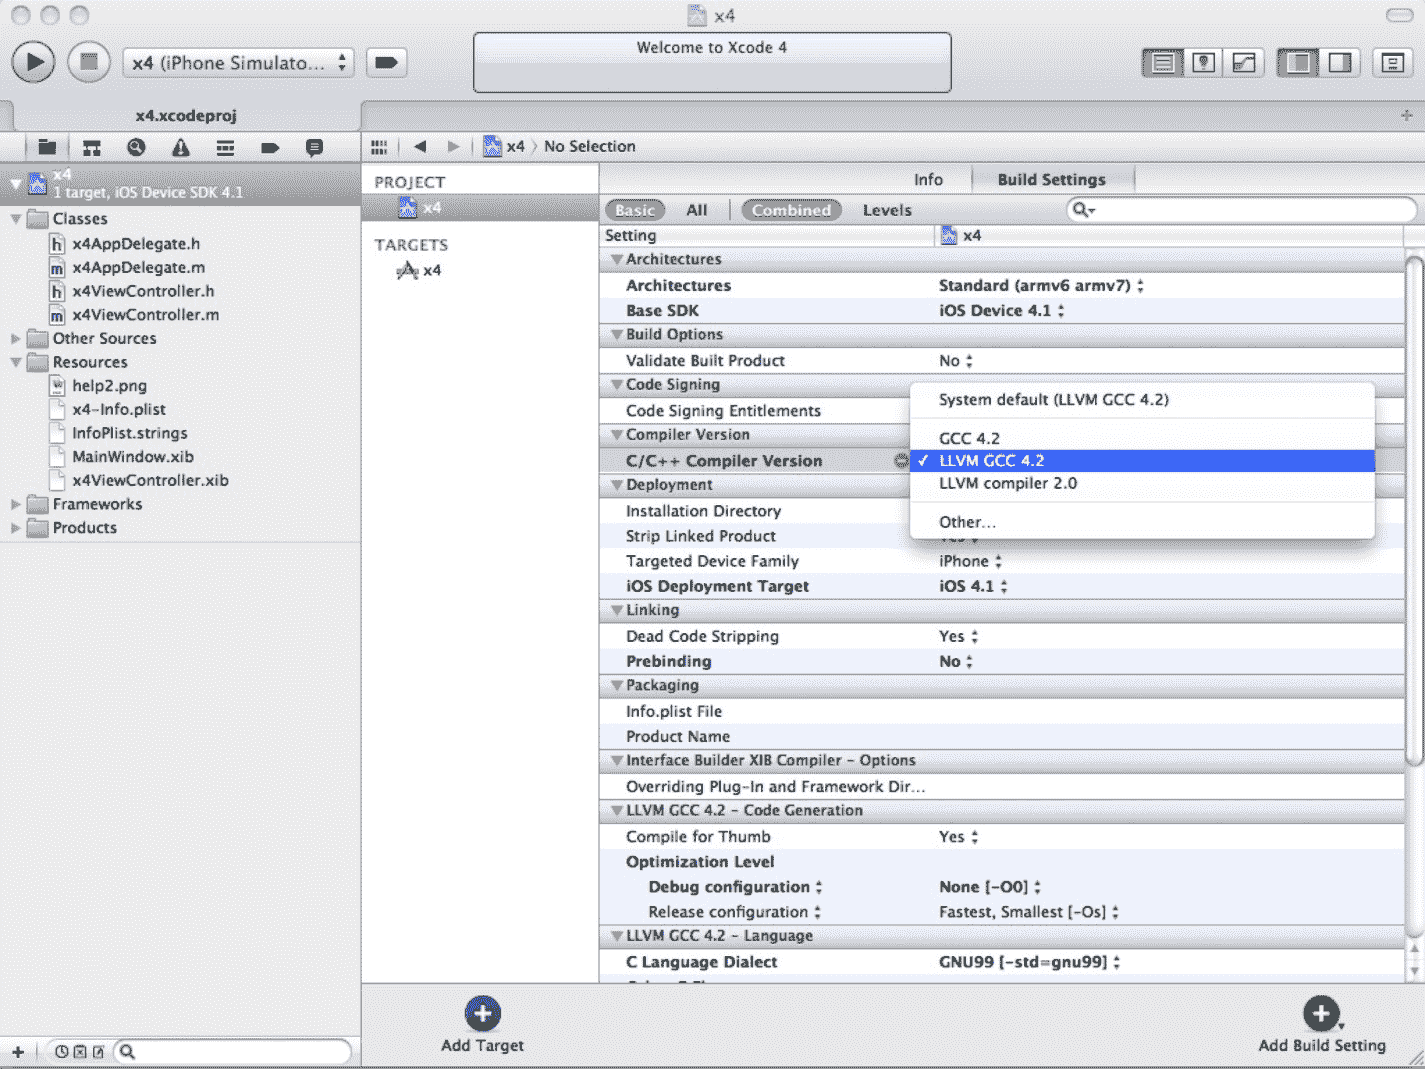 x4
x4 (iPhone Simulato...
Welcome to Xcode 4
x4.xcodeproj
x4 No Selection
x4
1 target, iOS Device SDK 4.1
Classes
x4AppDelegate.h
x4AppDelegate.m
x4ViewController.h
x4ViewController.m
Other Sources
Resources
help2.png
x4-Info.plist
InfoPlist.strings
MainWindow.xib
x4ViewController.xib
Frameworks
Products
PROJECT
x4
TARGETS
x4
Info Build Settings
Basic All Combined Levels
Setting x4
Architectures
Architectures Standard (armv6 armv7)
Base SDK iOS Device 4.1
Build Options
Validate Built Product No
Code Signing
Code Signing Entitlements
Compiler Version
C/C++ Compiler Version
System default (LLVM GCC 4.2)
GCC 4.2
✓ LLVM GCC 4.2
LLVM compiler 2.0
Other...
Deployment
Installation Directory
Strip Linked Product Yes
Targeted Device Family iPhone
iOS Deployment Target iOS 4.1
Linking
Dead Code Stripping Yes
Prebinding No
Packaging
Info.plist File
Product Name
Interface Builder XIB Compiler - Options
Overriding Plug-In and Framework Dir...
LLVM GCC 4.2 - Code Generation
Compile for Thumb Yes
Optimization Level
Debug configuration None [-O0]
Release configuration Fastest, Smallest [-Os]
LLVM GCC 4.2 - Language
C Language Dialect GNU99 [-std=gnu99]
Add Target
Add Build Setting